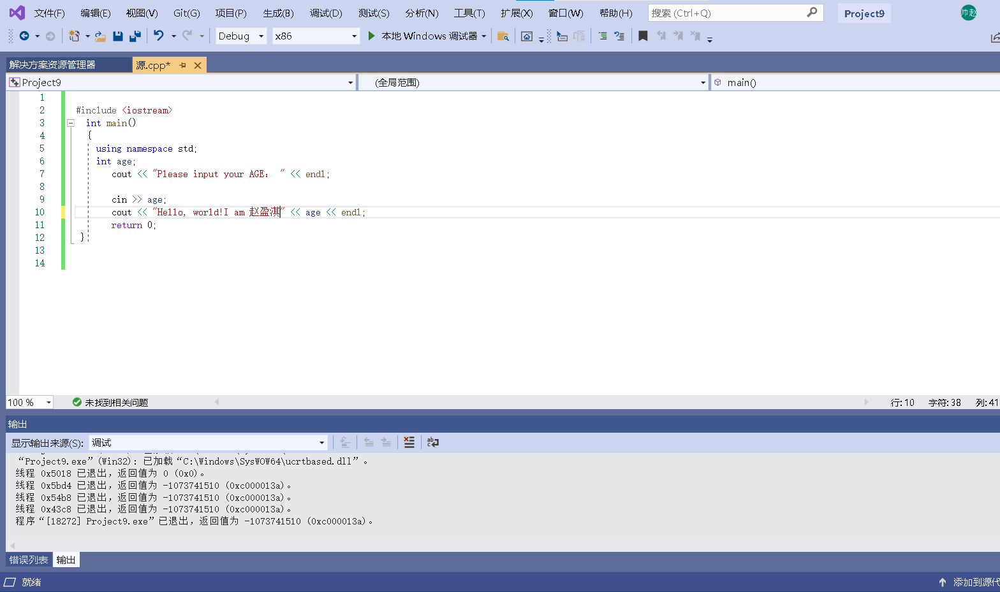 文件(F) 编辑(E) 视图(V) Git(G) 项目(P) 生成(B) 调试(D) 测试(S) 分析(N) 工具(T) 扩展(X) 窗口(W) 帮助(H) 搜索 (Ctrl+Q) Project9 帅赵
Debug x86 本地 Windows 调试器
解决方案资源管理器 源.cpp*
Project9 (全局范围) main()
1
2 #include <iostream>
3 int main()
4 {
5 using namespace std;
6 int age;
7 cout << "Please input your AGE： " << endl;
8
9 cin >> age;
10 cout << "Hello, world!I am 赵盈淇" << age << endl;
11 return 0;
12 }
13
14
100 % 未找到相关问题 行: 10 字符: 38 列: 41
输出
显示输出来源(S): 调试
“Project9.exe”(Win32): 已加载“C:\Windows\SysWOW64\ucrtbased.dll”。
线程 0x5018 已退出，返回值为 0 (0x0)。
线程 0x5bd4 已退出，返回值为 -1073741510 (0xc000013a)。
线程 0x54b8 已退出，返回值为 -1073741510 (0xc000013a)。
线程 0x43c8 已退出，返回值为 -1073741510 (0xc000013a)。
程序“[18272] Project9.exe”已退出，返回值为 -1073741510 (0xc000013a)。
错误列表 输出
就绪 添加到源代